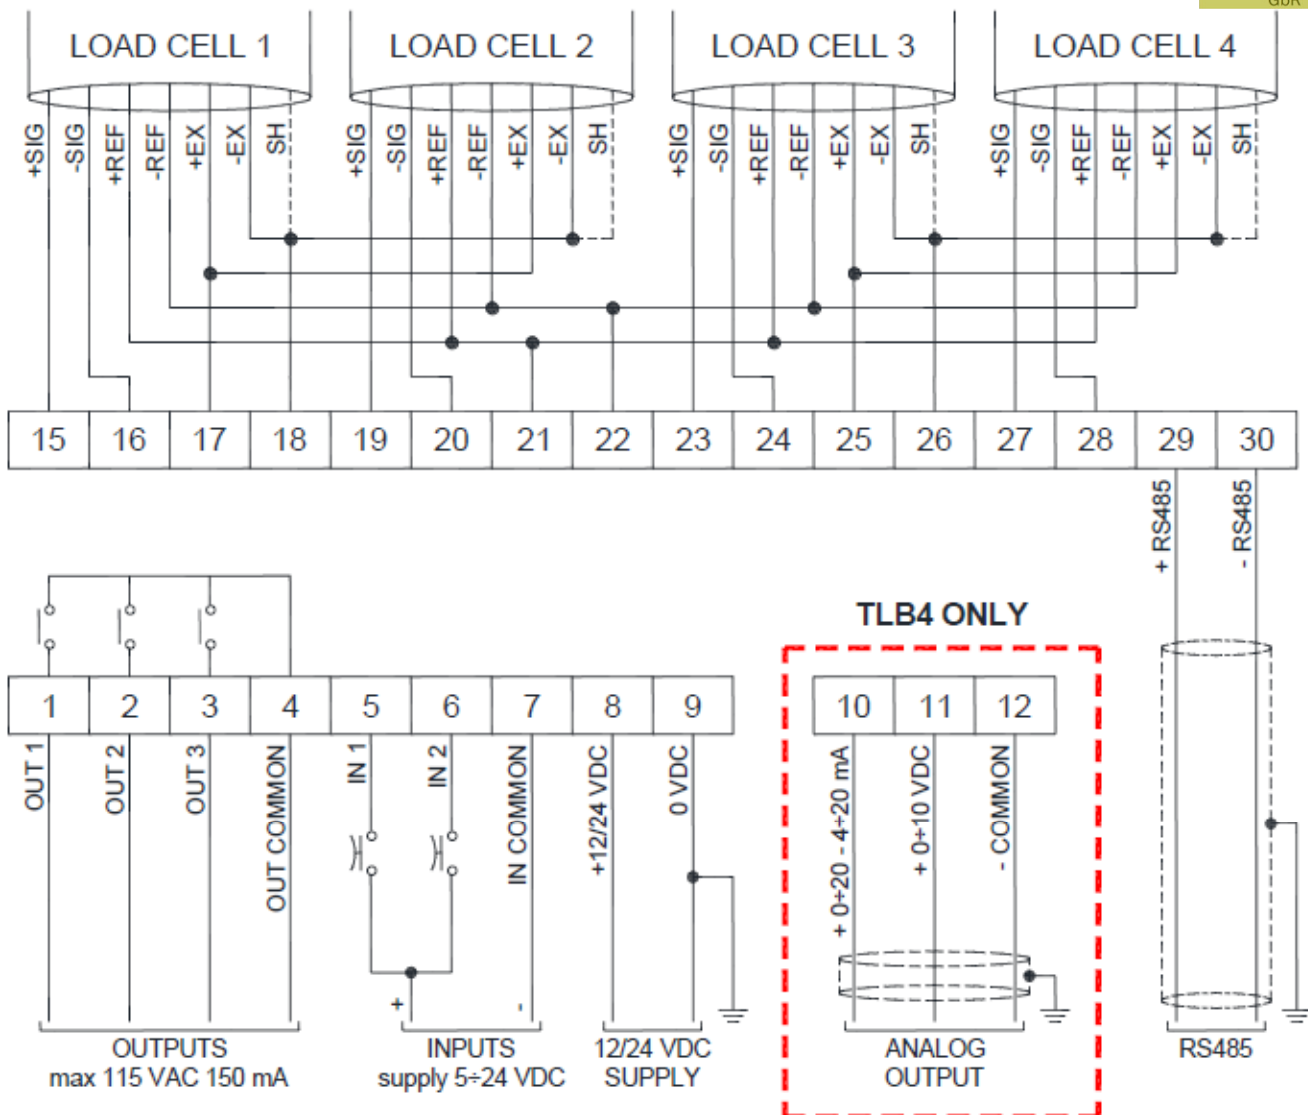 GUR
LOAD CELL 1
LOAD CELL 2
LOAD CELL 3
LOAD CELL 4
+SIG
-SIG
+REF
-REF
+EX
-EX
SH
+SIG
-SIG
+REF
-REF
+EX
-EX
SH
+SIG
-SIG
+REF
-REF
+EX
-EX
SH
+SIG
-SIG
+REF
-REF
+EX
-EX
SH
15 16 17 18 19 20 21 22 23 24 25 26 27 28 29 30
+ RS485
- RS485
TLB4 ONLY
1 2 3 4 5 6 7 8 9 10 11 12
OUT 1
OUT 2
OUT 3
OUT COMMON
IN 1
IN 2
IN COMMON
+12/24 VDC
0 VDC
+ 0÷20 - 4÷20 mA
+ 0÷10 VDC
- COMMON
+
-
OUTPUTS
max 115 VAC 150 mA
INPUTS
supply 5÷24 VDC
12/24 VDC
SUPPLY
ANALOG
OUTPUT
RS485